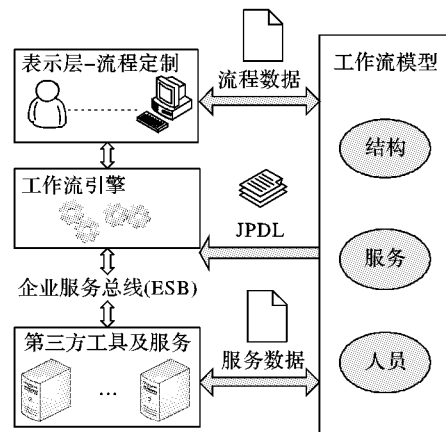 表示层-流程定制
流程数据
工作流模型
结构
工作流引擎
JPDL
服务
企业服务总线(ESB)
第三方工具及服务
服务数据
人员
...